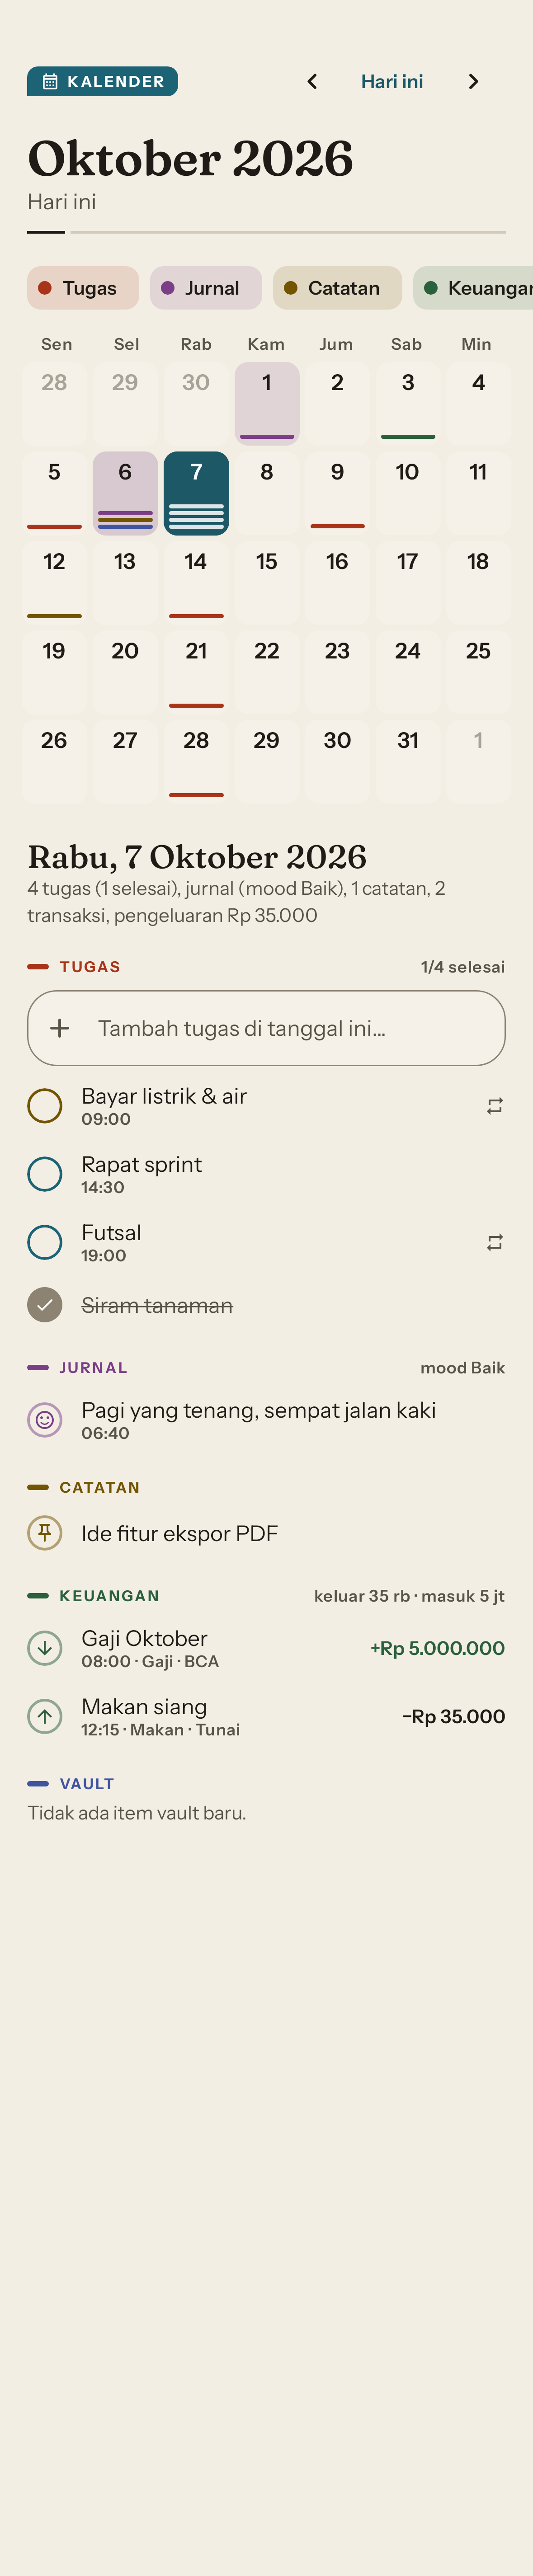 KALENDER
Hari ini
Oktober 2026
Hari ini
Tugas Jurnal Catatan Keuangan
Sen Sel Rab Kam Jum Sab Min
28 29 30 1 2 3 4
5 6 7 8 9 10 11
12 13 14 15 16 17 18
19 20 21 22 23 24 25
26 27 28 29 30 31 1
Rabu, 7 Oktober 2026
4 tugas (1 selesai), jurnal (mood Baik), 1 catatan, 2
transaksi, pengeluaran Rp 35.000
TUGAS 1/4 selesai
Tambah tugas di tanggal ini...
Bayar listrik & air
09:00
Rapat sprint
14:30
Futsal
19:00
Siram tanaman
JURNAL mood Baik
Pagi yang tenang, sempat jalan kaki
06:40
CATATAN
Ide fitur ekspor PDF
KEUANGAN keluar 35 rb · masuk 5 jt
Gaji Oktober
08:00 · Gaji · BCA
+Rp 5.000.000
Makan siang
12:15 · Makan · Tunai
−Rp 35.000
VAULT
Tidak ada item vault baru.